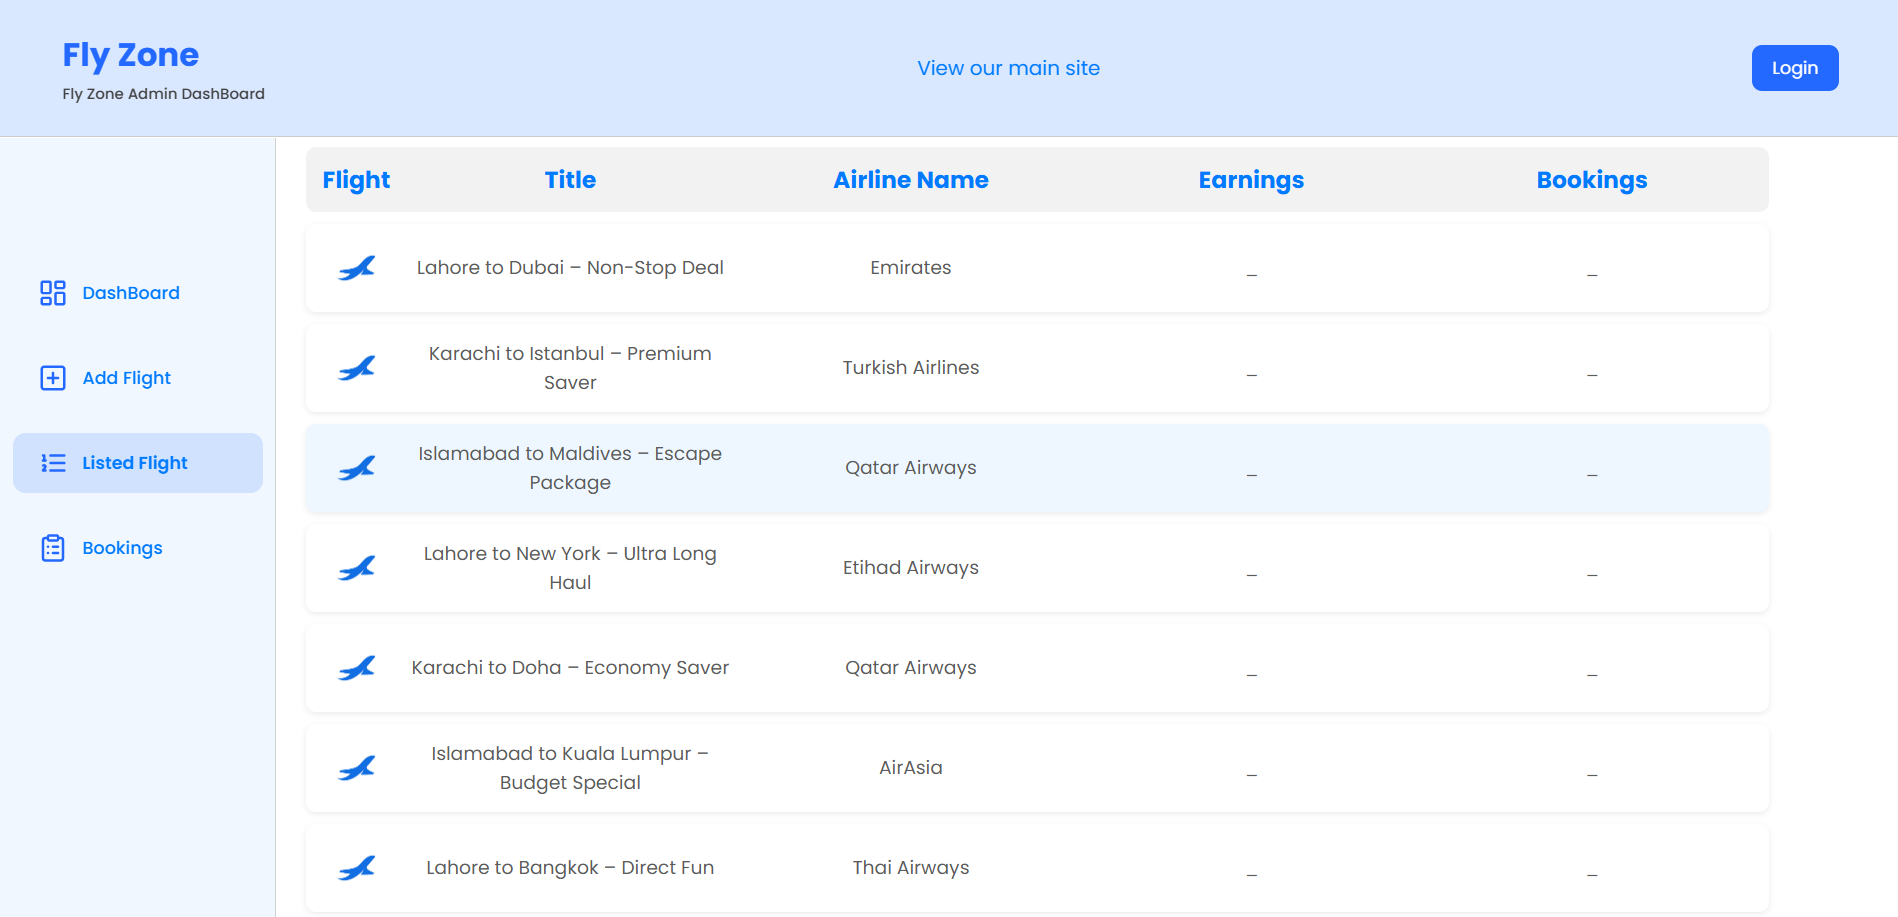 Fly Zone
Fly Zone Admin DashBoard
View our main site
Login
DashBoard
Add Flight
Listed Flight
Bookings
Flight Title Airline Name Earnings Bookings
Lahore to Dubai – Non-Stop Deal Emirates _ _
Karachi to Istanbul – Premium
Saver
Turkish Airlines _ _
Islamabad to Maldives – Escape
Package
Qatar Airways _ _
Lahore to New York – Ultra Long
Haul
Etihad Airways _ _
Karachi to Doha – Economy Saver Qatar Airways _ _
Islamabad to Kuala Lumpur –
Budget Special
AirAsia _ _
Lahore to Bangkok – Direct Fun Thai Airways _ _